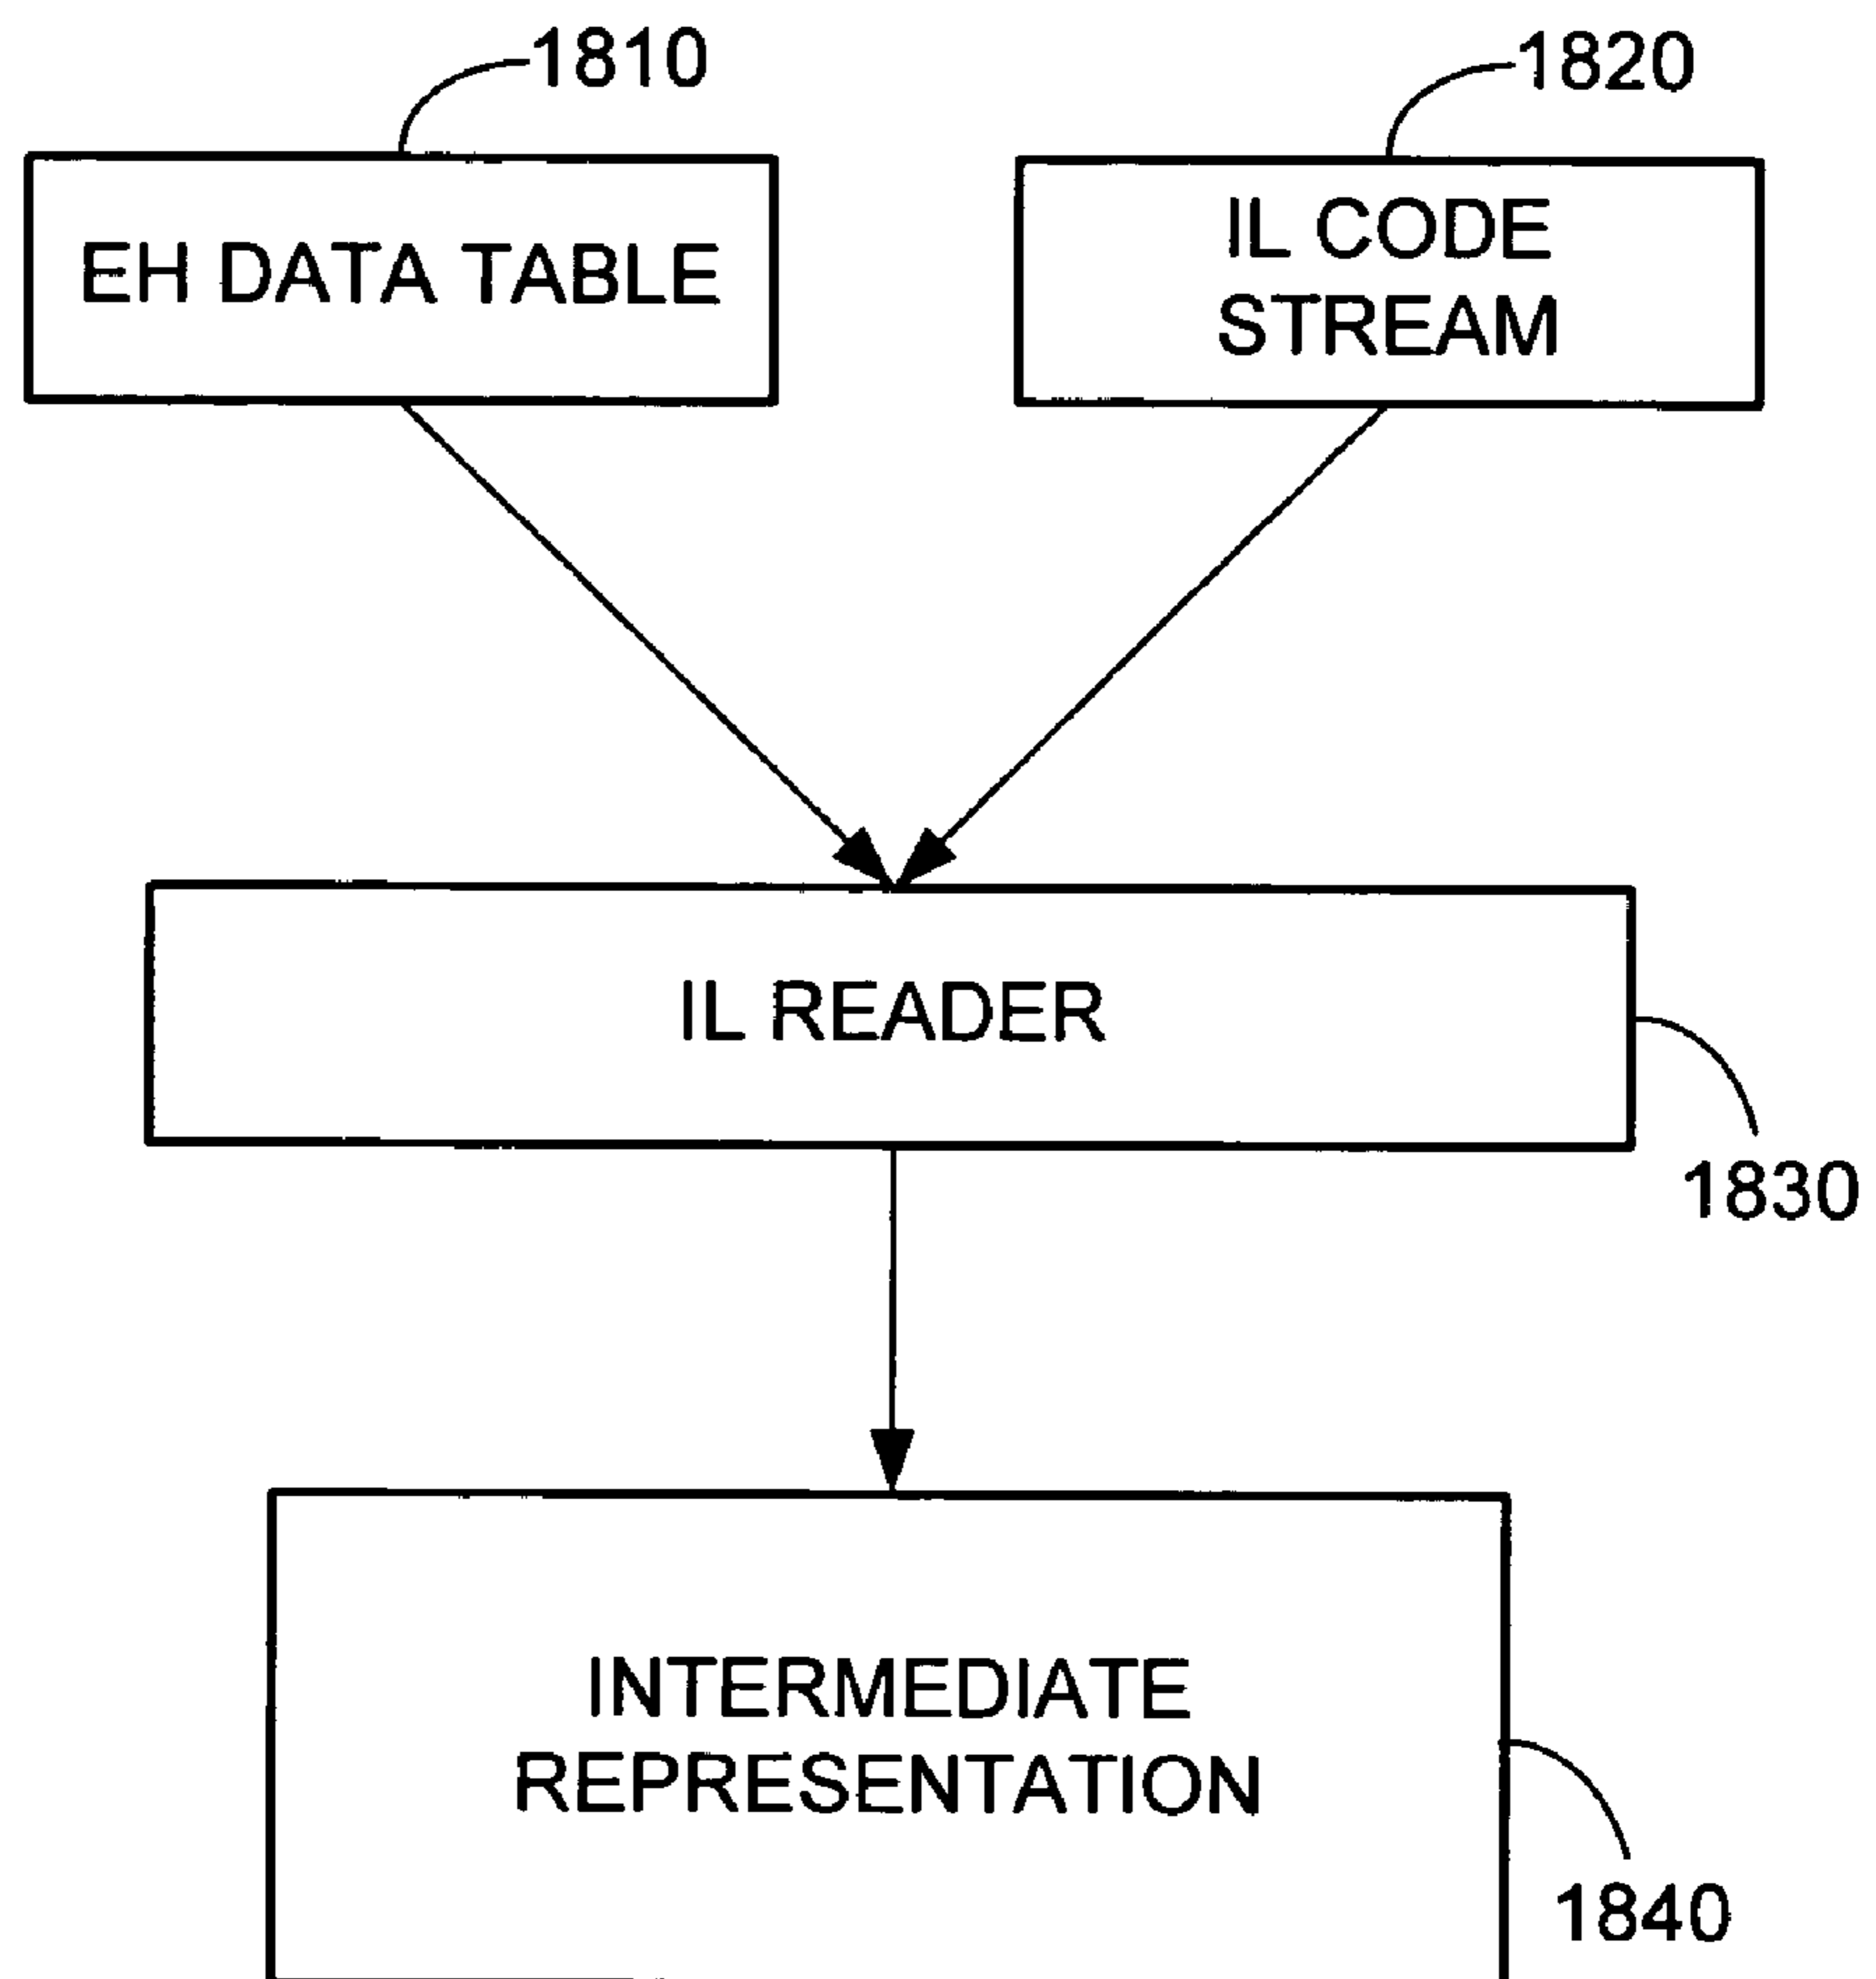 1810
1820
EH DATA TABLE
IL CODE
STREAM
IL READER
1830
INTERMEDIATE
REPRESENTATION
1840